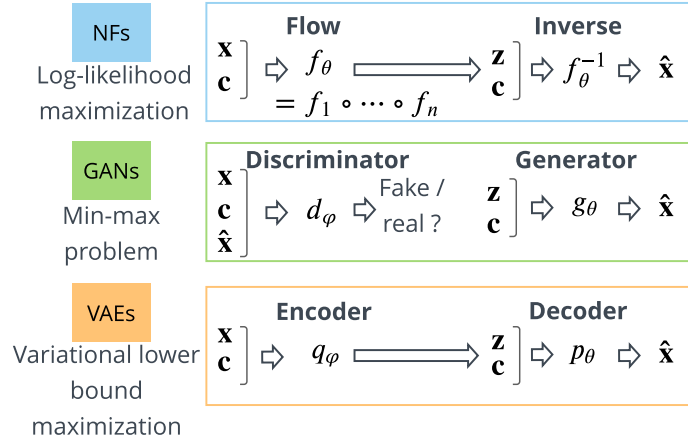 NFs
Log-likelihood
maximization
Flow
Inverse
x
c
f_θ
= f_1 ∘ ⋯ ∘ f_n
z
c
f_θ^{-1}
x̂
GANs
Min-max
problem
Discriminator
Generator
x
c
x̂
d_φ
Fake /
real ?
z
c
g_θ
x̂
VAEs
Variational lower
bound
maximization
Encoder
Decoder
x
c
q_φ
z
c
p_θ
x̂